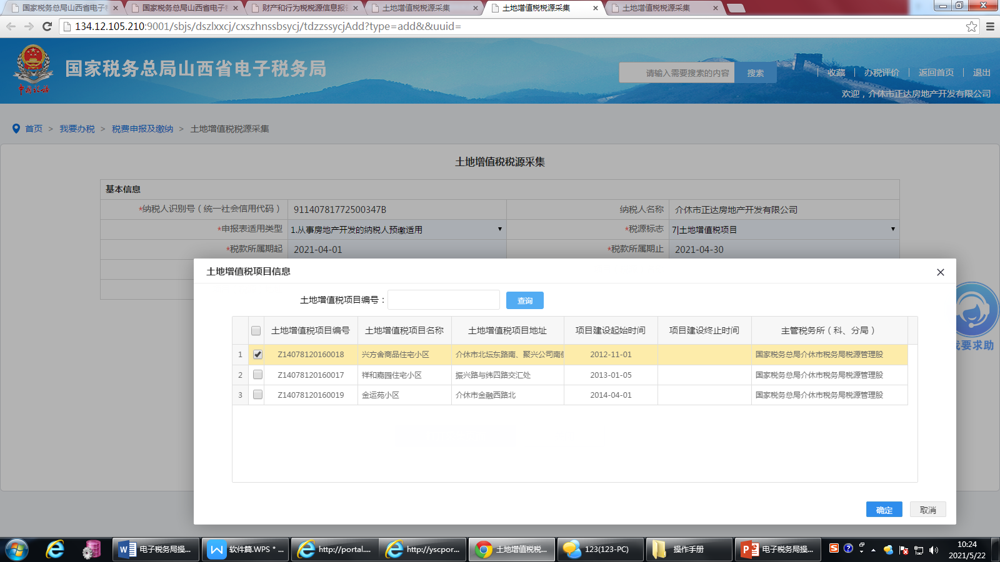 国家税务总局山西省电子税 国家税务总局山西省电子税 财产和行为税税源信息报告 土地增值税税源采集 土地增值税税源采集 土地增值税税源采集
134.12.105.210:9001/sbjs/dszlxxcj/cxszhnssbsycj/tdzzssycjAdd?type=add&&uuid=
中国税务
国家税务总局山西省电子税务局
请输入需要搜索的内容 搜索
收藏 办税评价 返回首页 退出
欢迎，介休市正达房地产开发有限公司
首页 > 我要办税 > 税费申报及缴纳 > 土地增值税税源采集
土地增值税税源采集
基本信息
*纳税人识别号（统一社会信用代码） 91140781772500347B 纳税人名称 介休市正达房地产开发有限公司
*申报表适用类型 1.从事房地产开发的纳税人预缴适用 *税源标志 7|土地增值税项目
*税款所属期起 2021-04-01 *税款所属期止 2021-04-30
土地增值税项目信息
土地增值税项目编号： 查询
土地增值税项目编号 土地增值税项目名称 土地增值税项目地址 项目建设起始时间 项目建设终止时间 主管税务所（科、分局）
1 Z14078120160018 兴方舍商品住宅小区 介休市北坛东路南、聚兴公司南侧 2012-11-01 国家税务总局介休市税务局税源管理股
2 Z14078120160017 祥和嘉园住宅小区 振兴路与纬四路交汇处 2013-01-05 国家税务总局介休市税务局税源管理股
3 Z14078120160019 金运苑小区 介休市金融西路北 2014-04-01 国家税务总局介休市税务局税源管理股
确定 取消
我要求助
电子税务局操... 软件篇.WPS * ... http://portal.... http://yscpor... 土地增值税税... 123(123-PC) 操作手册 电子税务局操...
10:24
2021/5/22